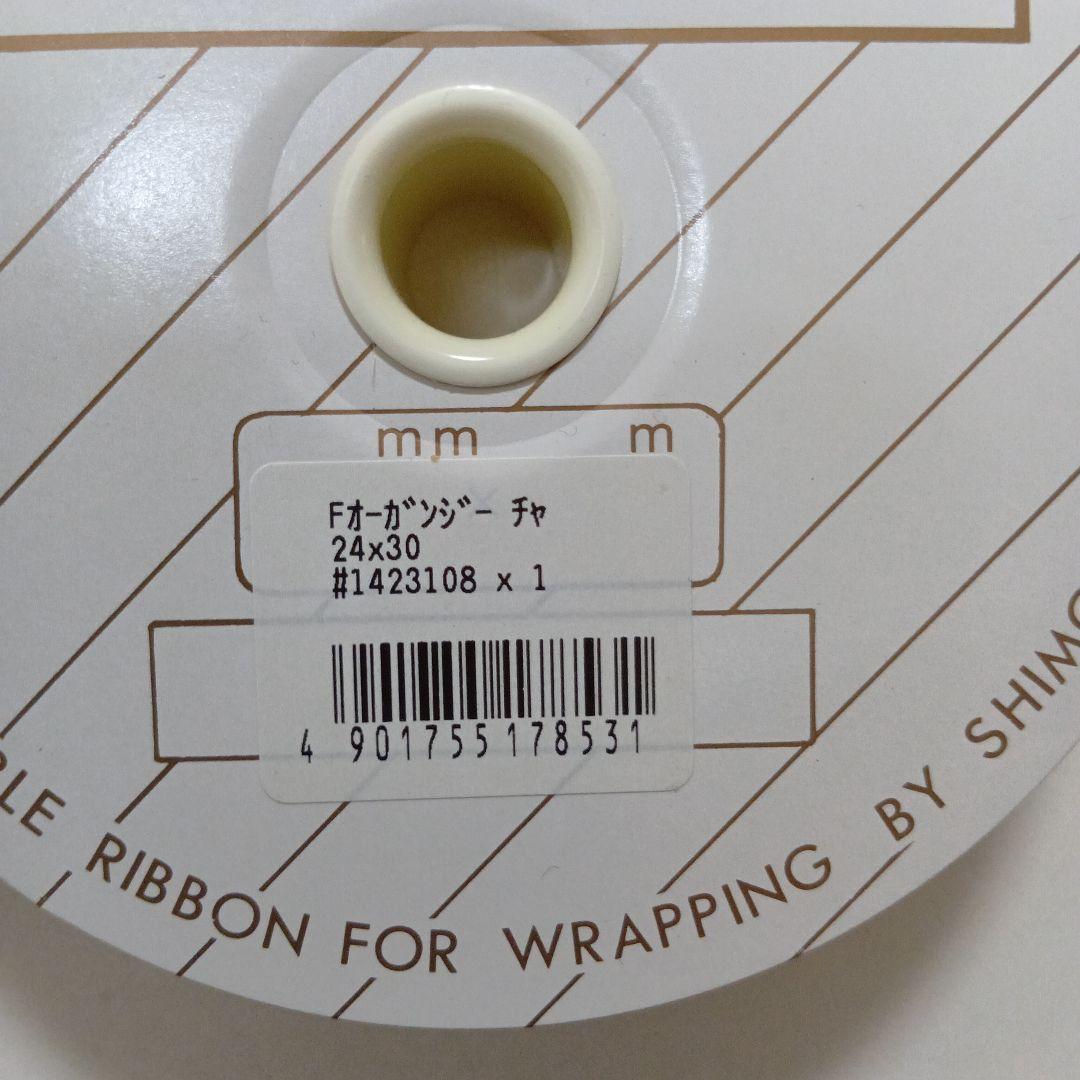 mm m
Fｵｰｶﾞﾝｼﾞｰ ﾁｬ
24x30
#1423108 x 1
4 901755 178531
RIBBON FOR WRAPPING BY